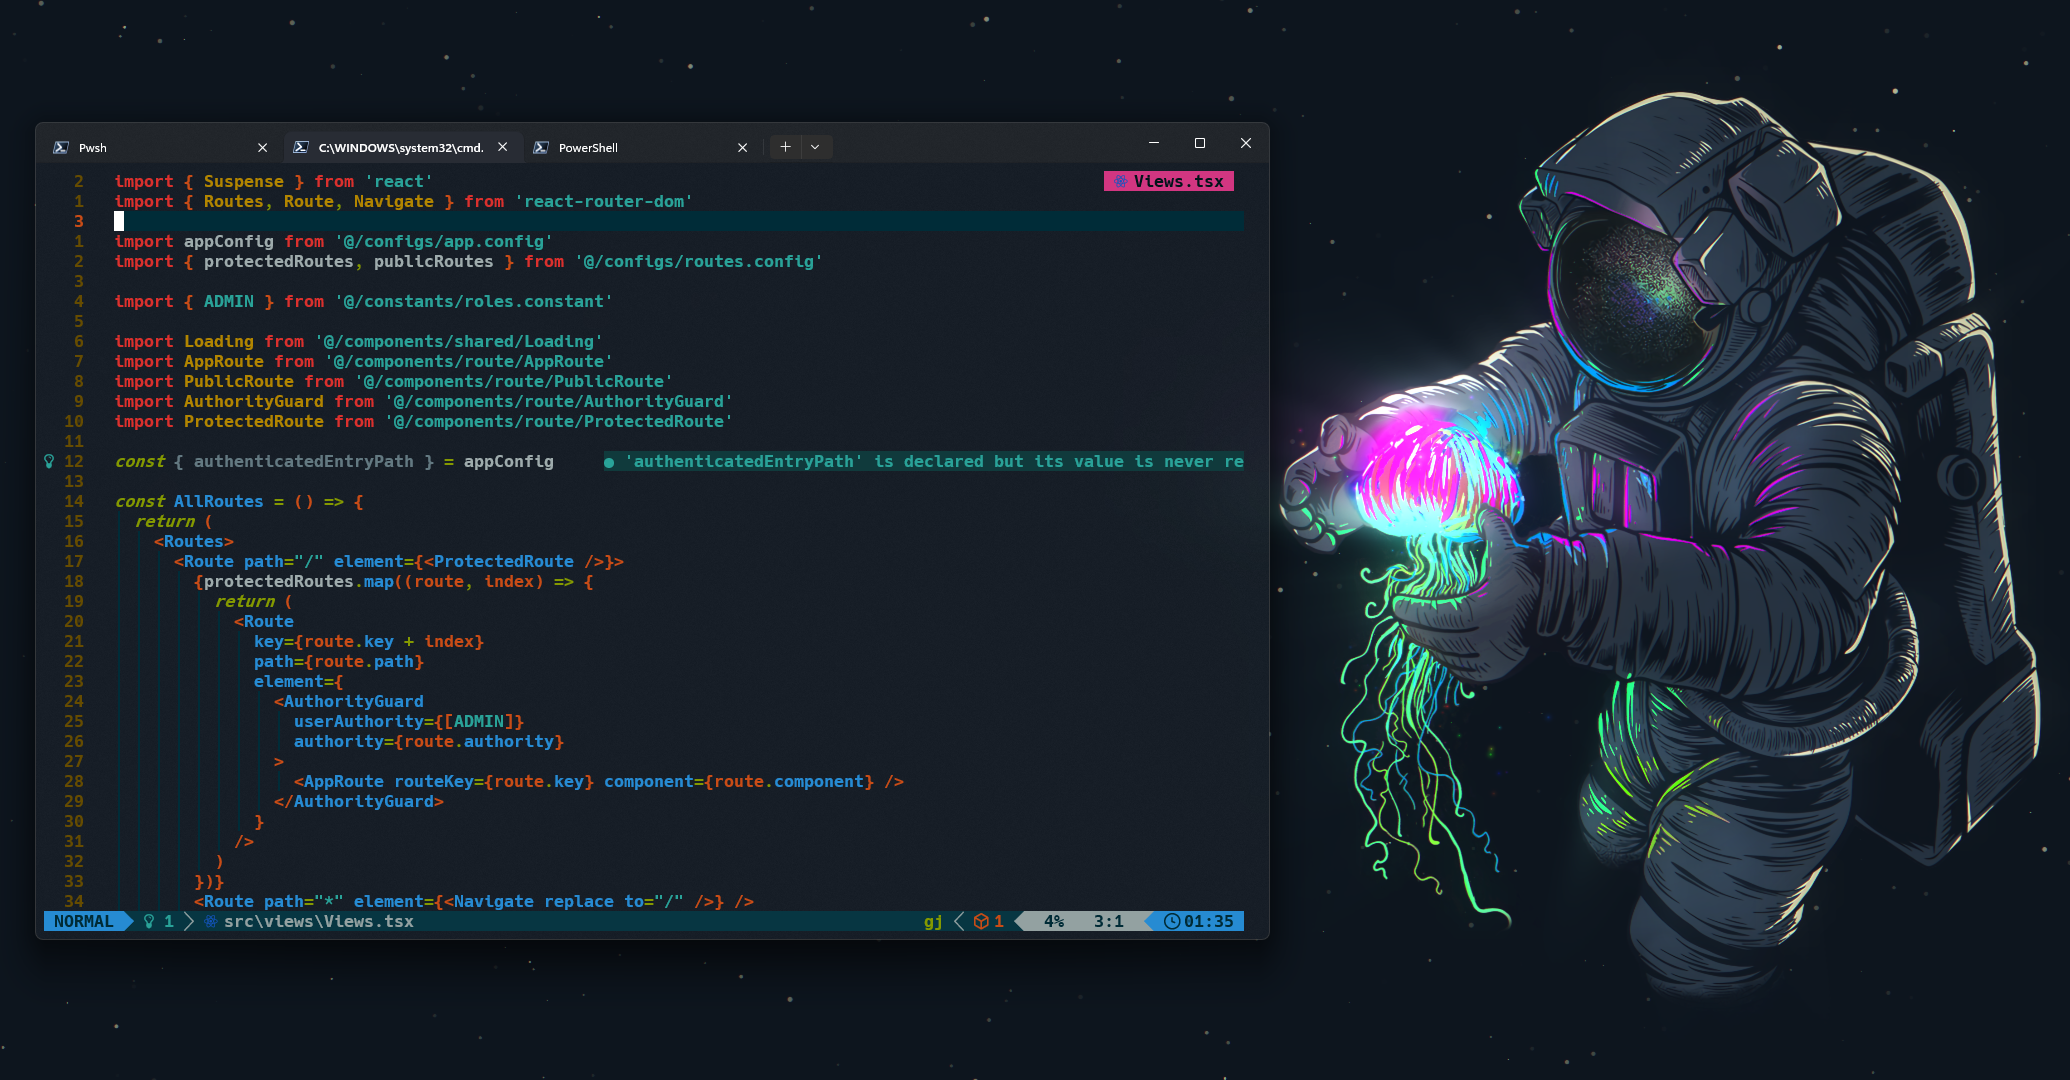 Pwsh
C:\WINDOWS\system32\cmd.
PowerShell
2 import { Suspense } from 'react'
Views.tsx
1 import { Routes, Route, Navigate } from 'react-router-dom'
3
1 import appConfig from '@/configs/app.config'
2 import { protectedRoutes, publicRoutes } from '@/configs/routes.config'
3
4 import { ADMIN } from '@/constants/roles.constant'
5
6 import Loading from '@/components/shared/Loading'
7 import AppRoute from '@/components/route/AppRoute'
8 import PublicRoute from '@/components/route/PublicRoute'
9 import AuthorityGuard from '@/components/route/AuthorityGuard'
10 import ProtectedRoute from '@/components/route/ProtectedRoute'
11
12 const { authenticatedEntryPath } = appConfig ● 'authenticatedEntryPath' is declared but its value is never re
13
14 const AllRoutes = () => {
15 return (
16 <Routes>
17 <Route path="/" element={<ProtectedRoute />}>
18 {protectedRoutes.map((route, index) => {
19 return (
20 <Route
21 key={route.key + index}
22 path={route.path}
23 element={
24 <AuthorityGuard
25 userAuthority={[ADMIN]}
26 authority={route.authority}
27 >
28 <AppRoute routeKey={route.key} component={route.component} />
29 </AuthorityGuard>
30 }
31 />
32 )
33 })}
34 <Route path="*" element={<Navigate replace to="/" />} />
NORMAL 1 src\views\Views.tsx gj 1 4% 3:1 01:35